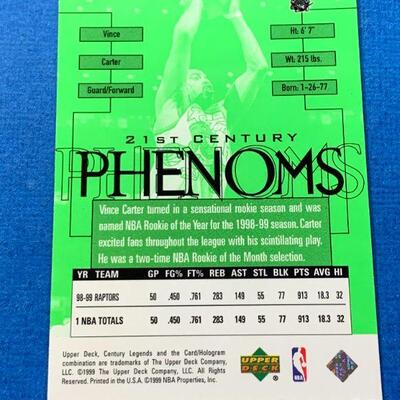 Vince
Ht: 6' 7"
Carter
Wt: 215 lbs.
Guard/Forward
Born: 1-26-77
21ST CENTURY
PHENOMS
PHENOMS
Vince Carter turned in a sensational rookie season and was
named NBA Rookie of the Year for the 1998-99 season. Carter
excited fans throughout the league with his scintillating play.
He was a two-time NBA Rookie of the Month selection.
YR TEAM GP FG% FT% REB AST STL BLK PTS AVG HI
98-99 RAPTORS 50 .450 .761 283 149 55 77 913 18.3 32
1 NBA TOTALS 50 .450 .761 283 149 55 77 913 18.3 32
Upper Deck, Century Legends and the Card/Hologram
combination are trademarks of The Upper Deck Company,
LLC. ©1999 The Upper Deck Company, LLC. All Rights
Reserved. Printed in the U.S.A. ©1999 NBA Properties, Inc.
UPPER
DECK
NBA